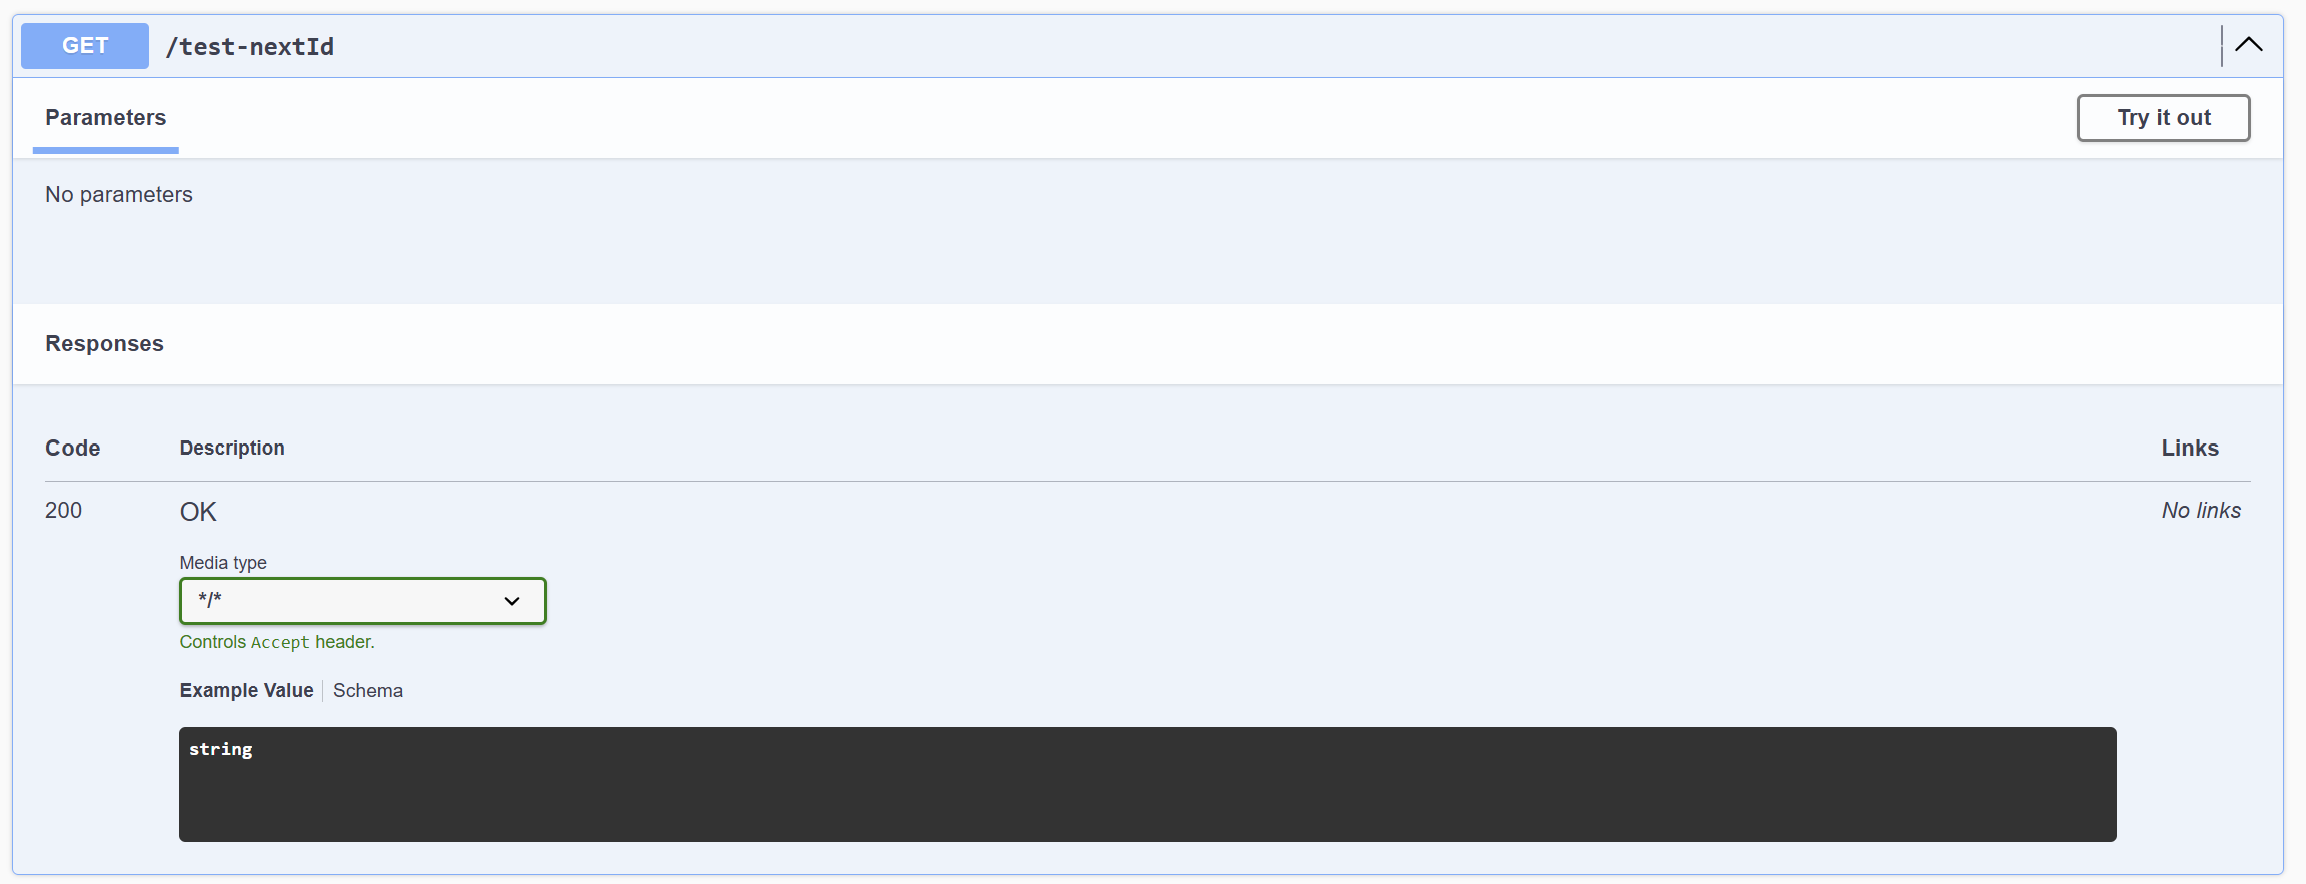 GET /test-nextId
Parameters
Try it out
No parameters
Responses
Code Description Links
200 OK No links
Media type
*/*
Controls Accept header.
Example Value Schema
string